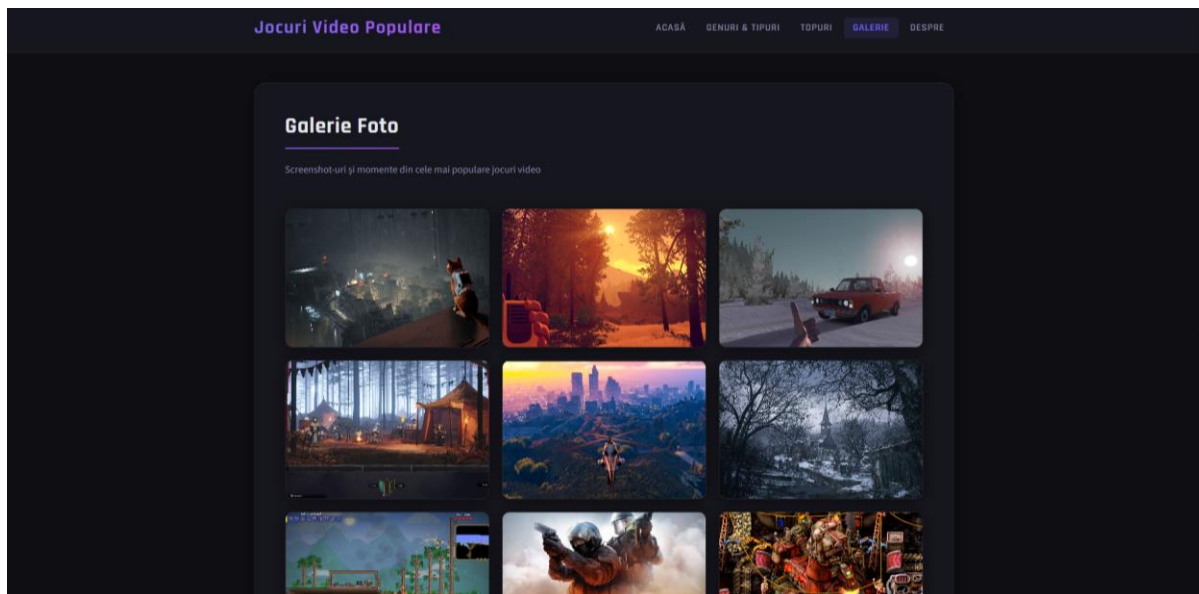 Jocuri Video Populare
ACASĂ GENURI & TIPURI TOPURI GALERIE DESPRE
Galerie Foto
Screenshot-uri și momente din cele mai populare jocuri video